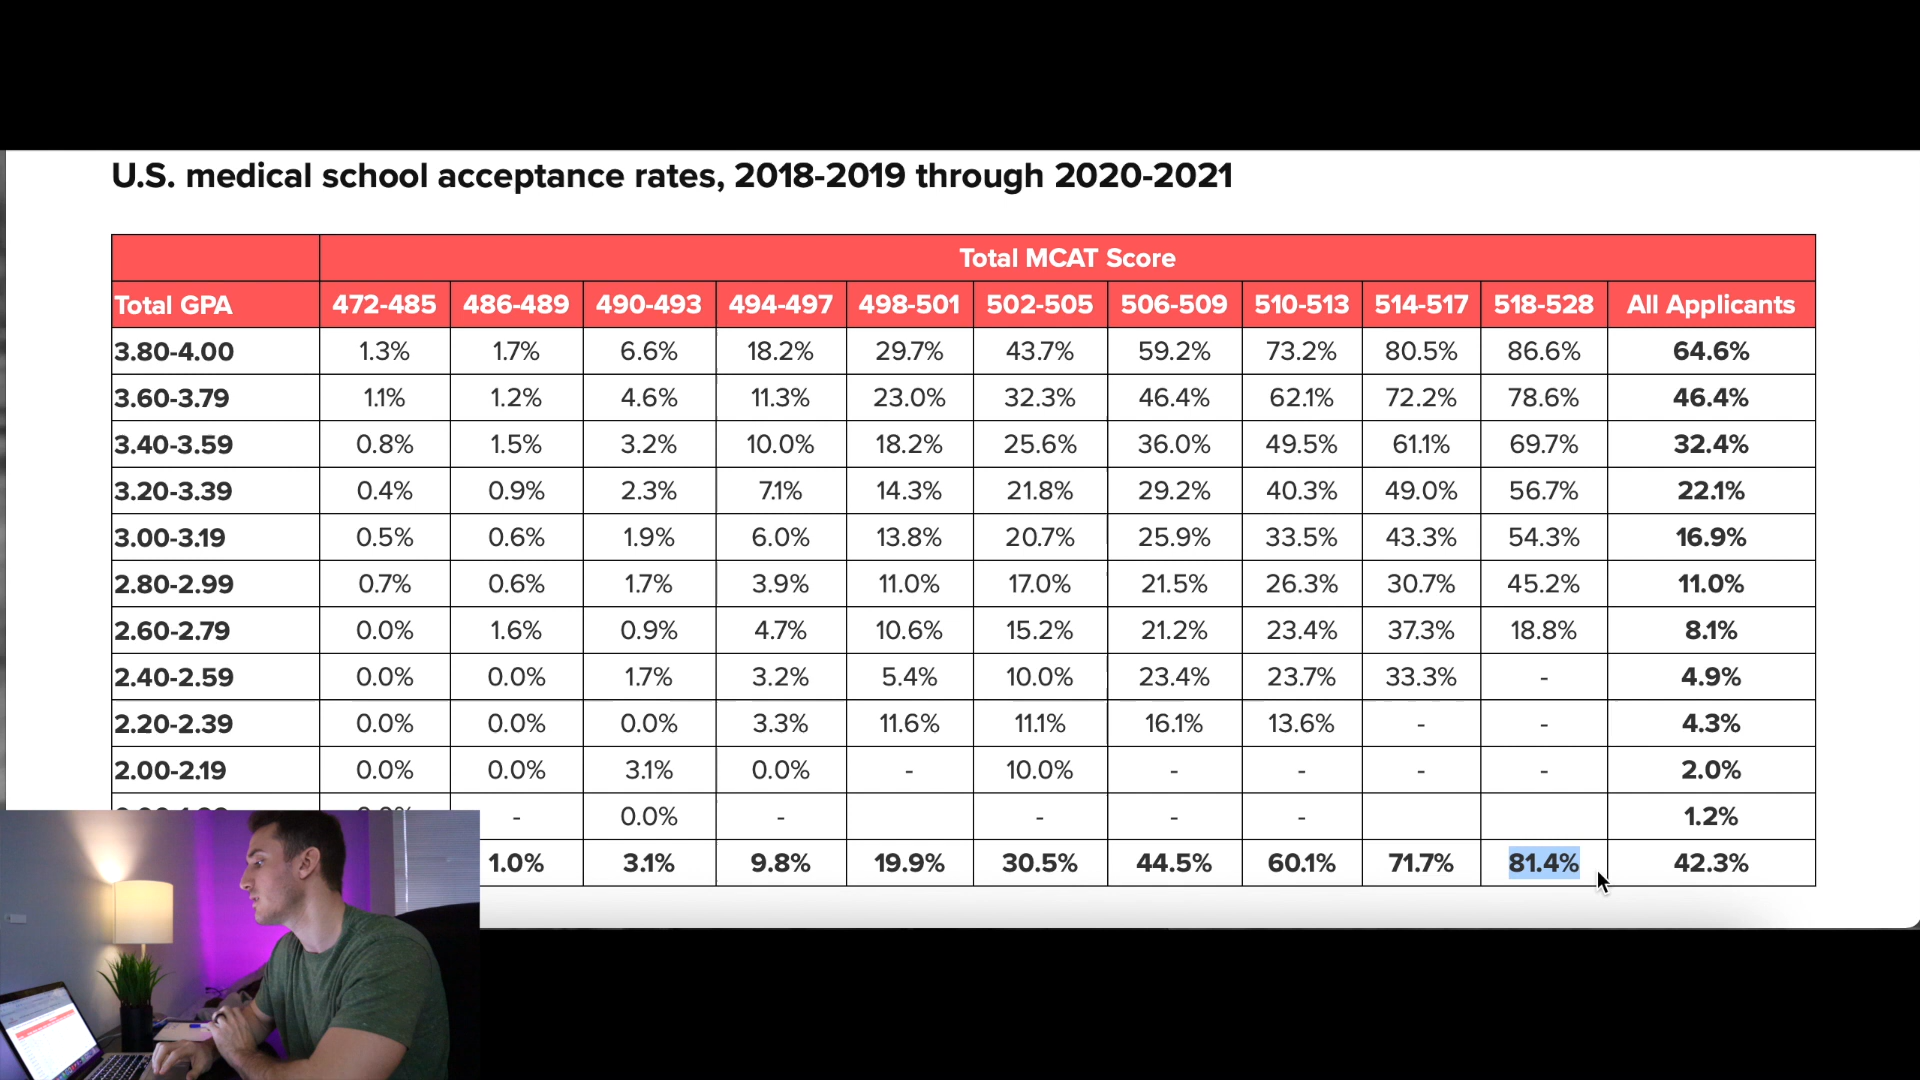 U.S. medical school acceptance rates, 2018-2019 through 2020-2021
Total MCAT Score
Total GPA 472-485 486-489 490-493 494-497 498-501 502-505 506-509 510-513 514-517 518-528 All Applicants
3.80-4.00 1.3% 1.7% 6.6% 18.2% 29.7% 43.7% 59.2% 73.2% 80.5% 86.6% 64.6%
3.60-3.79 1.1% 1.2% 4.6% 11.3% 23.0% 32.3% 46.4% 62.1% 72.2% 78.6% 46.4%
3.40-3.59 0.8% 1.5% 3.2% 10.0% 18.2% 25.6% 36.0% 49.5% 61.1% 69.7% 32.4%
3.20-3.39 0.4% 0.9% 2.3% 7.1% 14.3% 21.8% 29.2% 40.3% 49.0% 56.7% 22.1%
3.00-3.19 0.5% 0.6% 1.9% 6.0% 13.8% 20.7% 25.9% 33.5% 43.3% 54.3% 16.9%
2.80-2.99 0.7% 0.6% 1.7% 3.9% 11.0% 17.0% 21.5% 26.3% 30.7% 45.2% 11.0%
2.60-2.79 0.0% 1.6% 0.9% 4.7% 10.6% 15.2% 21.2% 23.4% 37.3% 18.8% 8.1%
2.40-2.59 0.0% 0.0% 1.7% 3.2% 5.4% 10.0% 23.4% 23.7% 33.3% - 4.9%
2.20-2.39 0.0% 0.0% 0.0% 3.3% 11.6% 11.1% 16.1% 13.6% - - 4.3%
2.00-2.19 0.0% 0.0% 3.1% 0.0% - 10.0% - - - - 2.0%
- 0.0% - - - - 1.2%
1.0% 3.1% 9.8% 19.9% 30.5% 44.5% 60.1% 71.7% 81.4% 42.3%